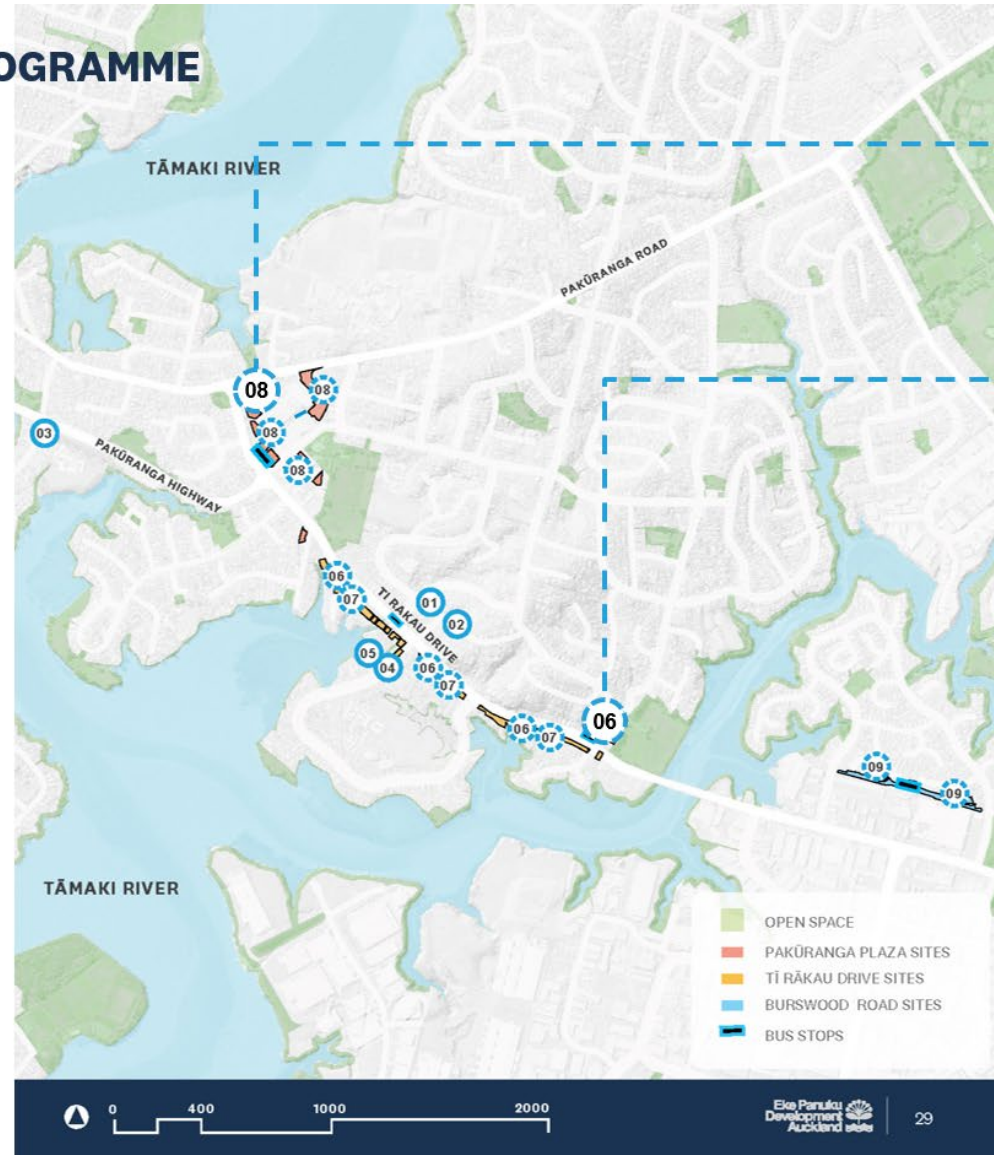 OGRAMME
TĀMAKI RIVER
PAKŪRANGA ROAD
08
08
03
08
PAKŪRANGA HIGHWAY
08
06
07
01
TĪ RAKAU DRIVE
02
05
04
06
07
06
06
07
09
09
TĀMAKI RIVER
OPEN SPACE
PAKŪRANGA PLAZA SITES
TĪ RĀKAU DRIVE SITES
BURSWOOD ROAD SITES
BUS STOPS
0 400 1000 2000
Eke Panuku
Development
Auckland
29